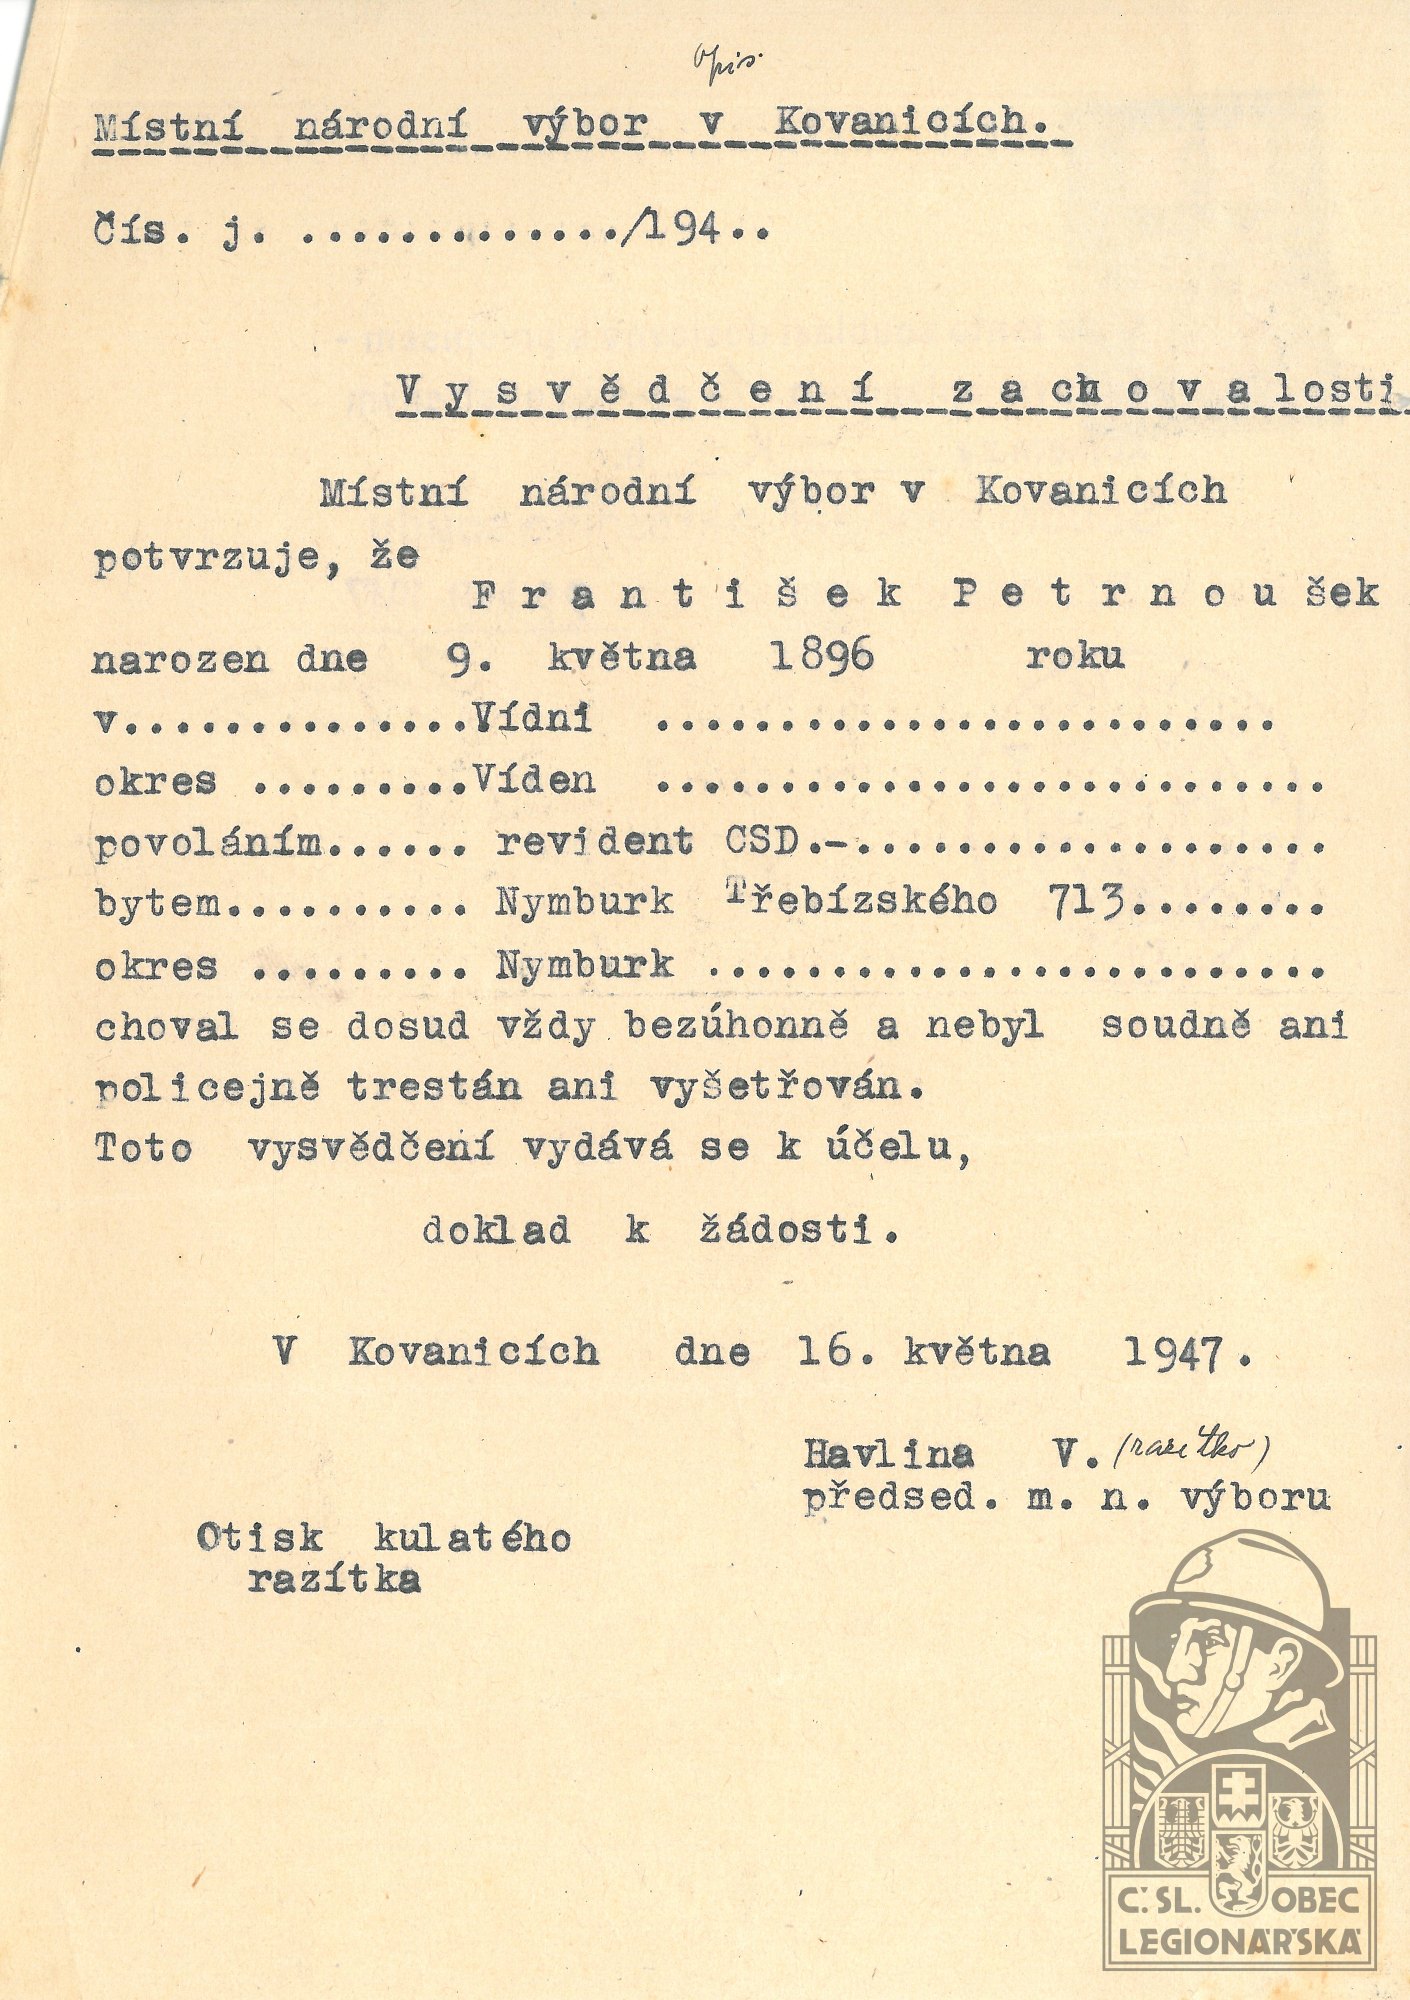 Opis.
Místní národní výbor v Kovanicích.
Čís. j. ............./194..
Vysvědčení zachovalosti
Místní národní výbor v Kovanicích
potvrzuje, že
František Petrnoušek
narozen dne 9. května 1896 roku
v..............Vídni .........................
okres .........Víden ...........................
povoláním...... revident CSD.-...................
bytem.......... Nymburk Třebízského 713........
okres ......... Nymburk .........................
choval se dosud vždy bezúhonně a nebyl soudně ani
policejně trestán ani vyšetřován.
Toto vysvědčení vydává se k účelu,
doklad k žádosti.
V Kovanicích dne 16. května 1947.
Havlina V. (razítko)
předsed. m. n. výboru
Otisk kulatého
razítka
Č.SL. OBEC
LEGIONÁŘSKÁ